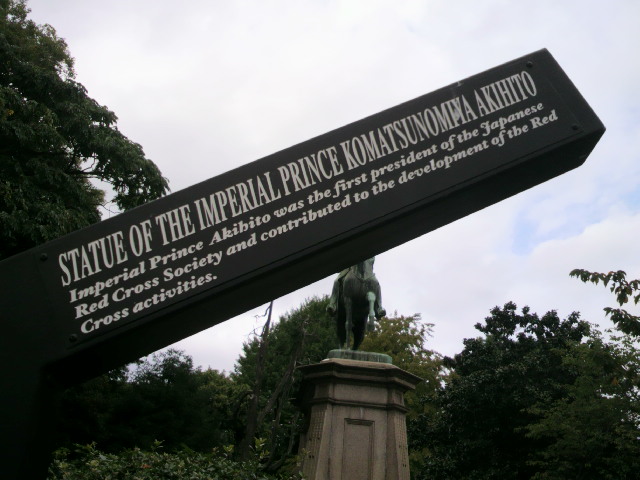 STATUE OF THE IMPERIAL PRINCE KOMATSUNOMIYA AKIHITO
Imperial Prince Akihito was the first president of the Japanese
Red Cross Society and contributed to the development of the Red
Cross activities.